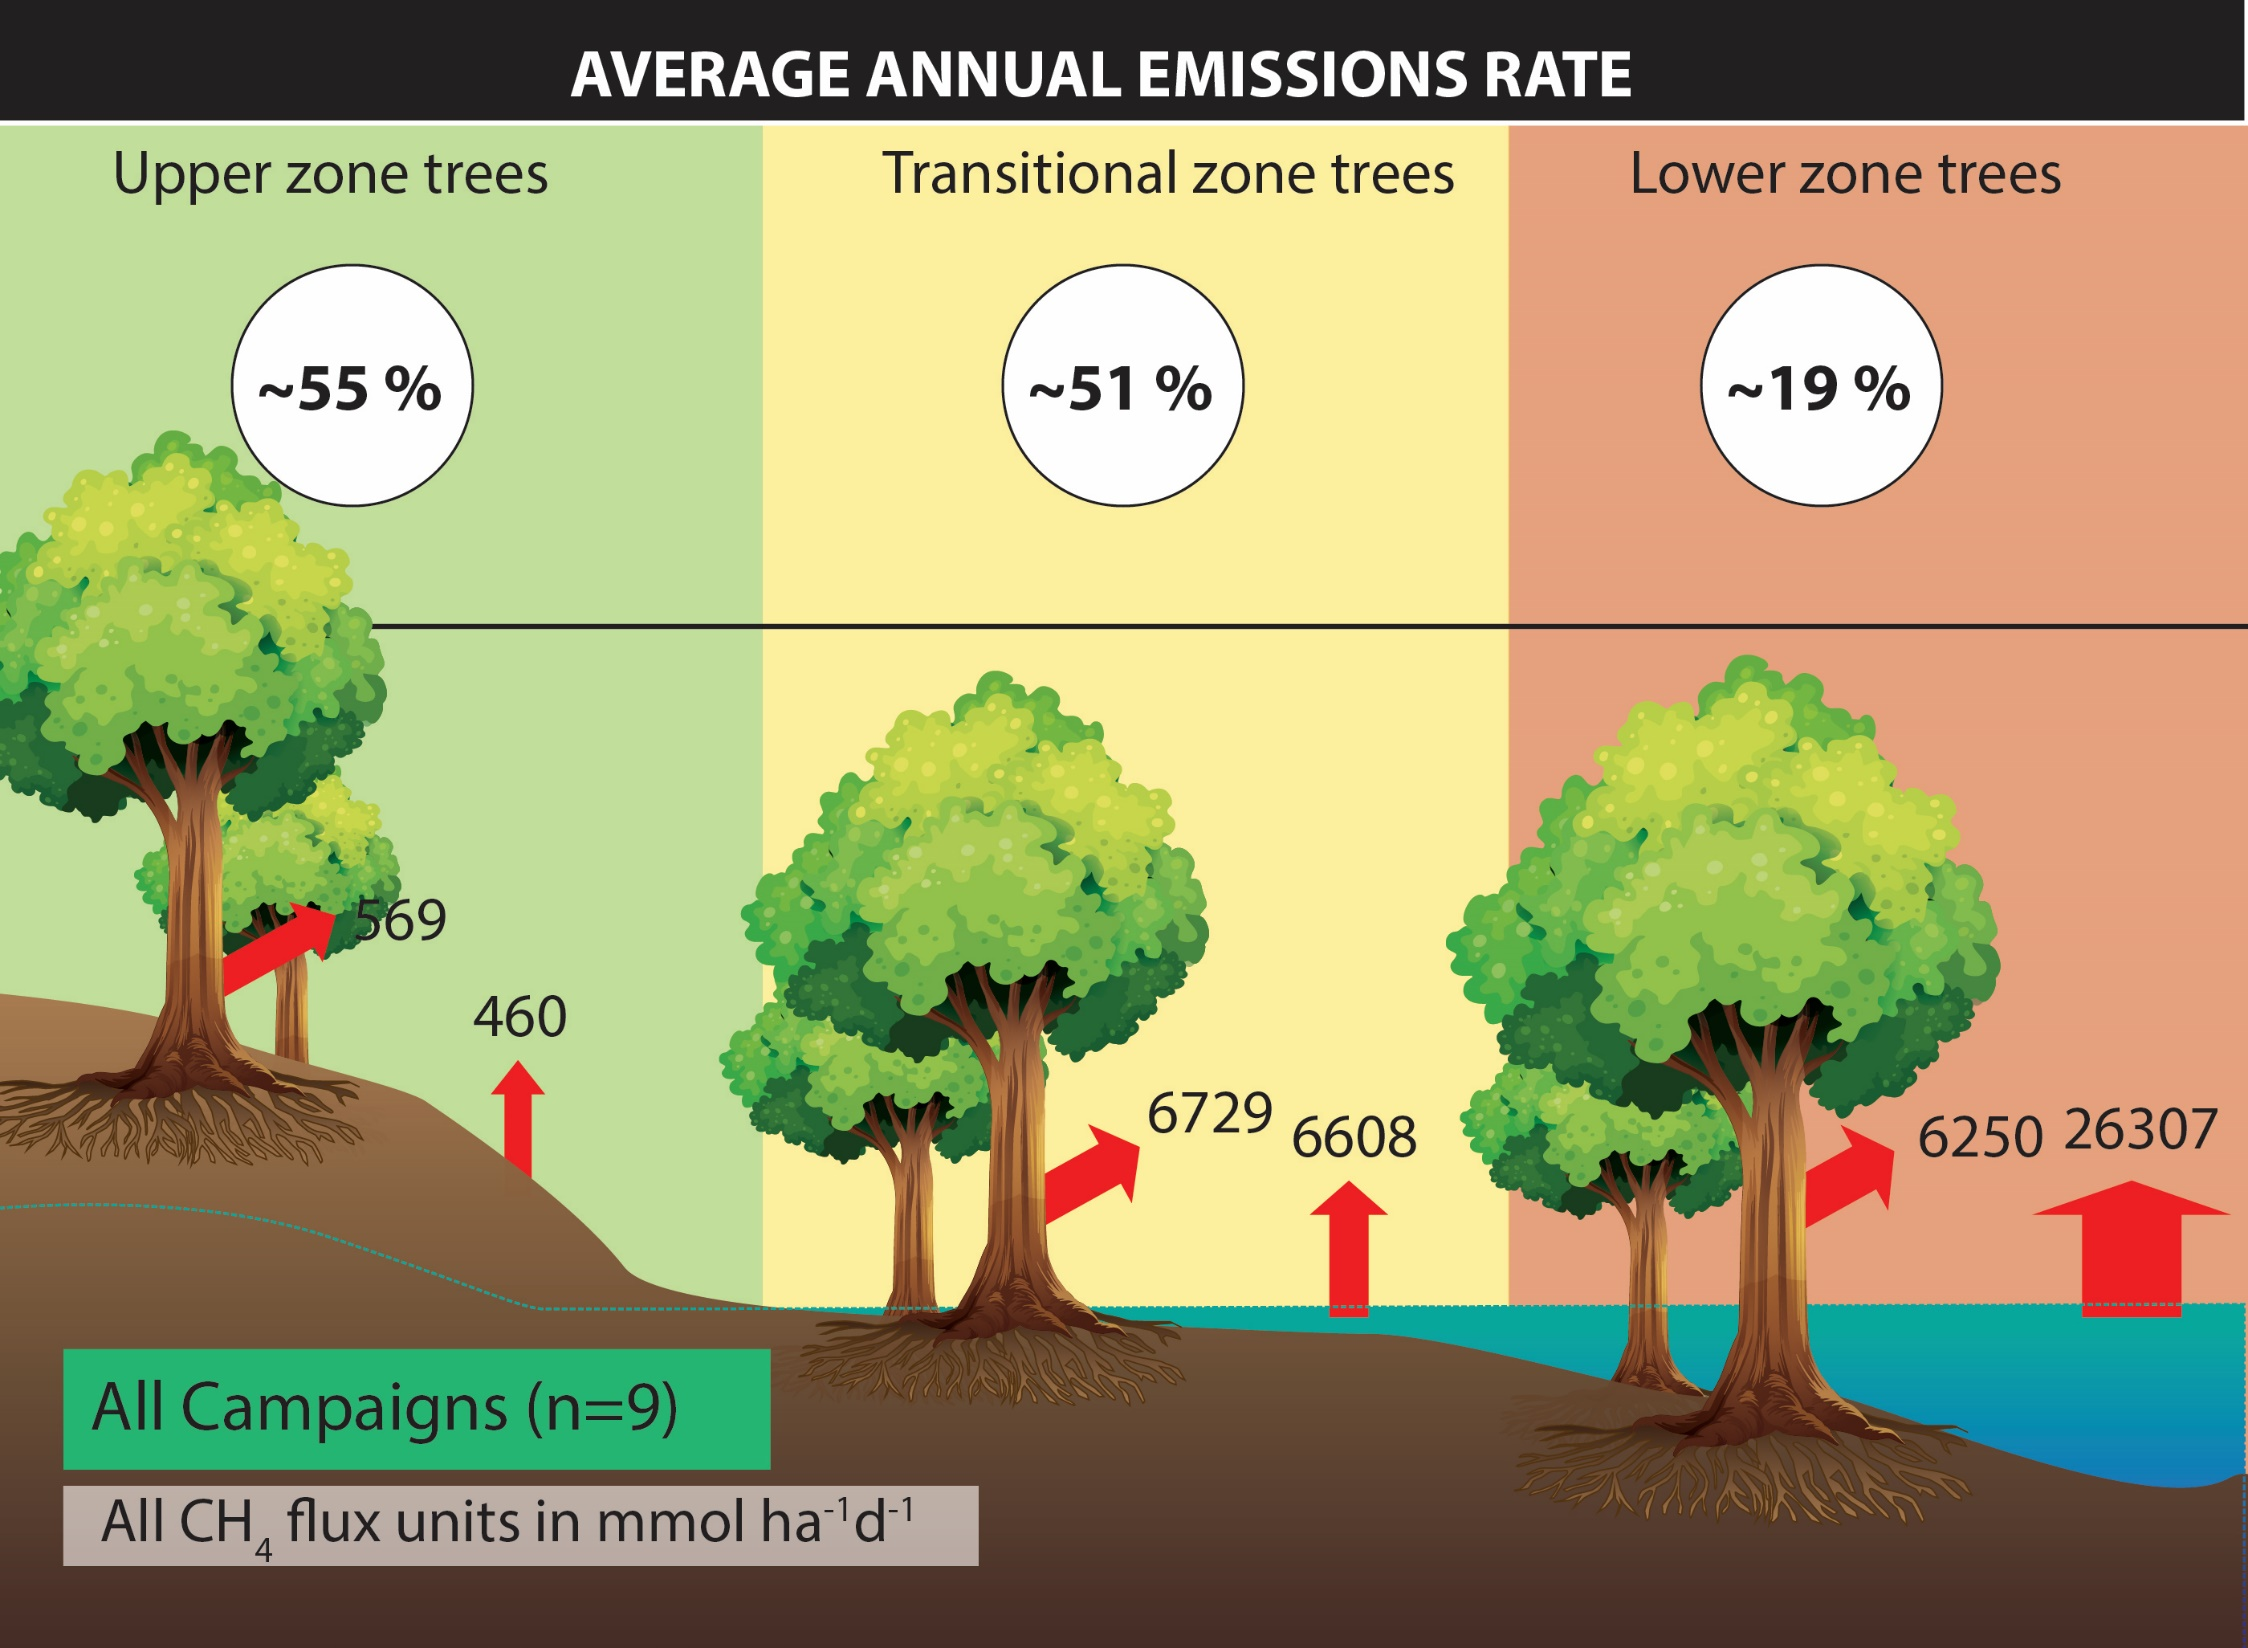 AVERAGE ANNUAL EMISSIONS RATE
Upper zone trees
Transitional zone trees
Lower zone trees
~55 %
~51 %
~19 %
569
460
6729
6608
6250
26307
All Campaigns (n=9)
All CH₄ flux units in mmol ha⁻¹d⁻¹